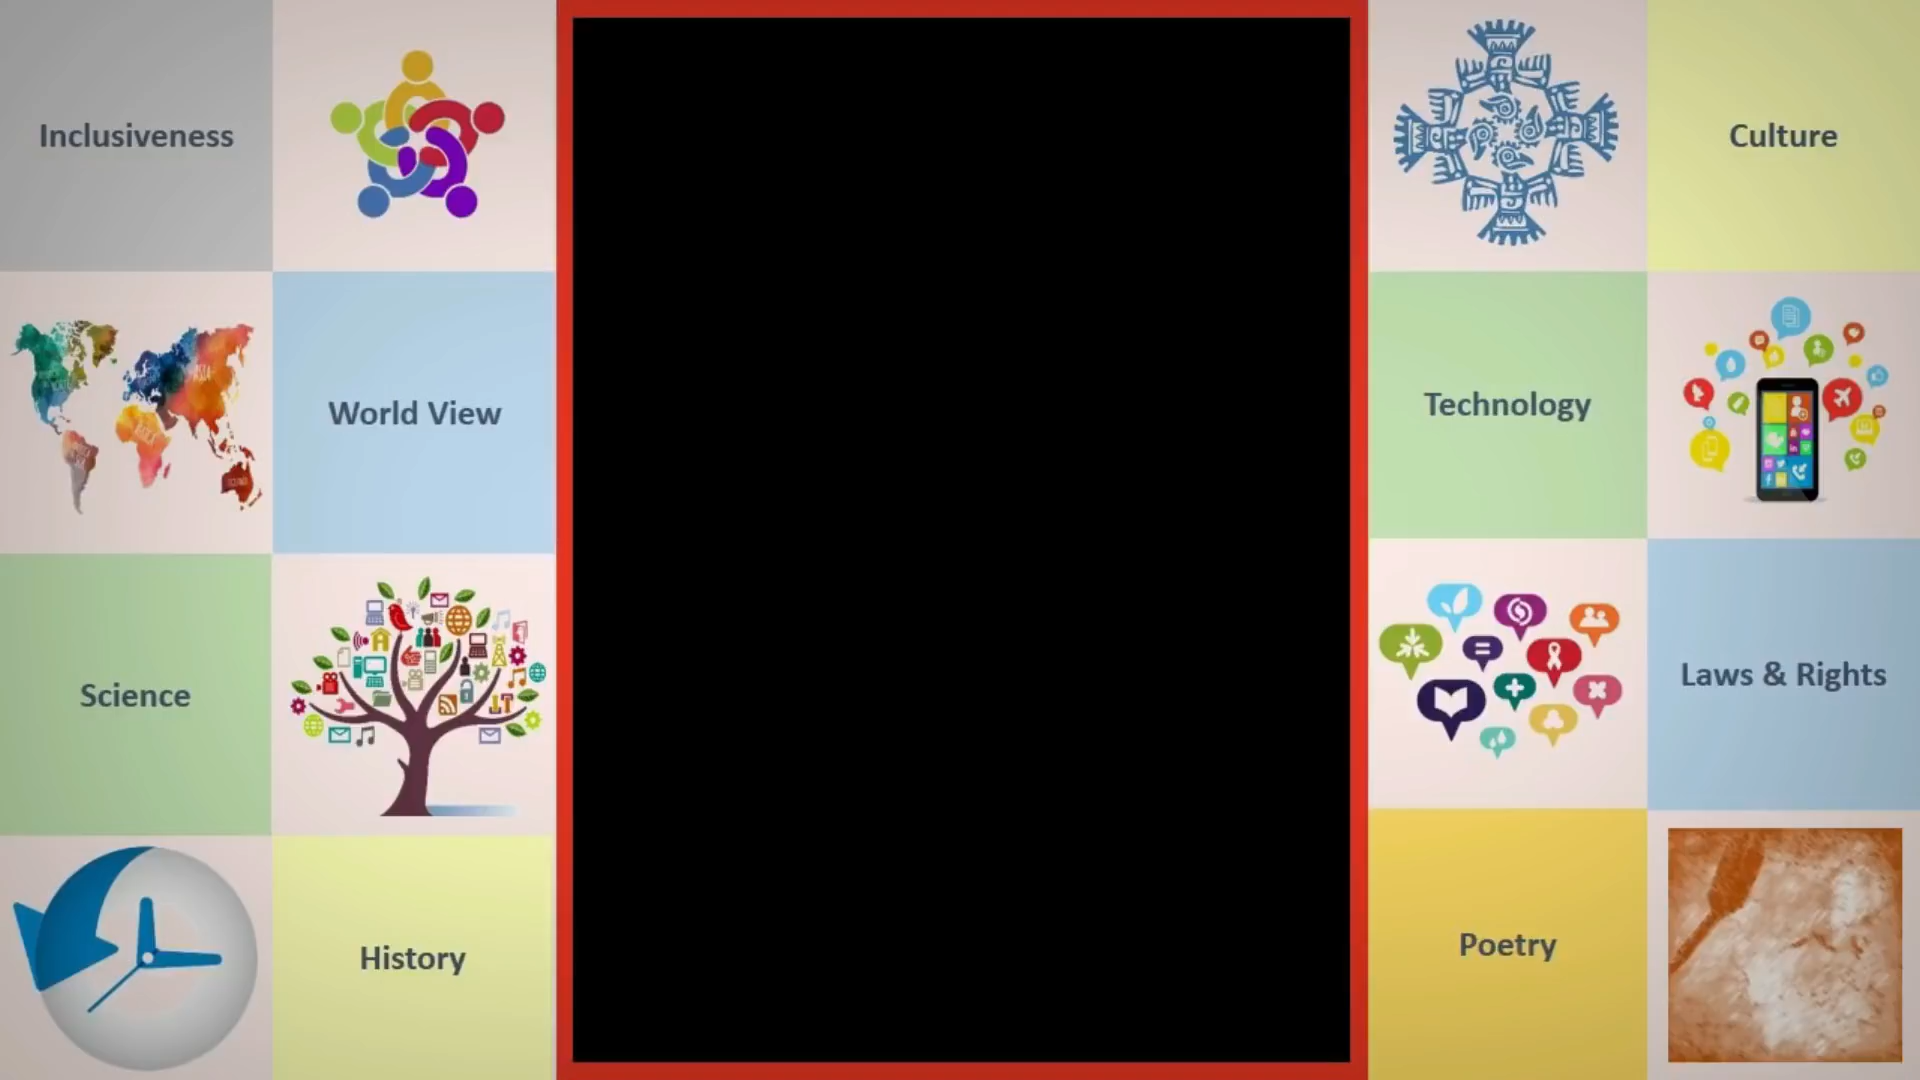 Inclusiveness
Culture
World View
Technology
Science
Laws & Rights
History
Poetry